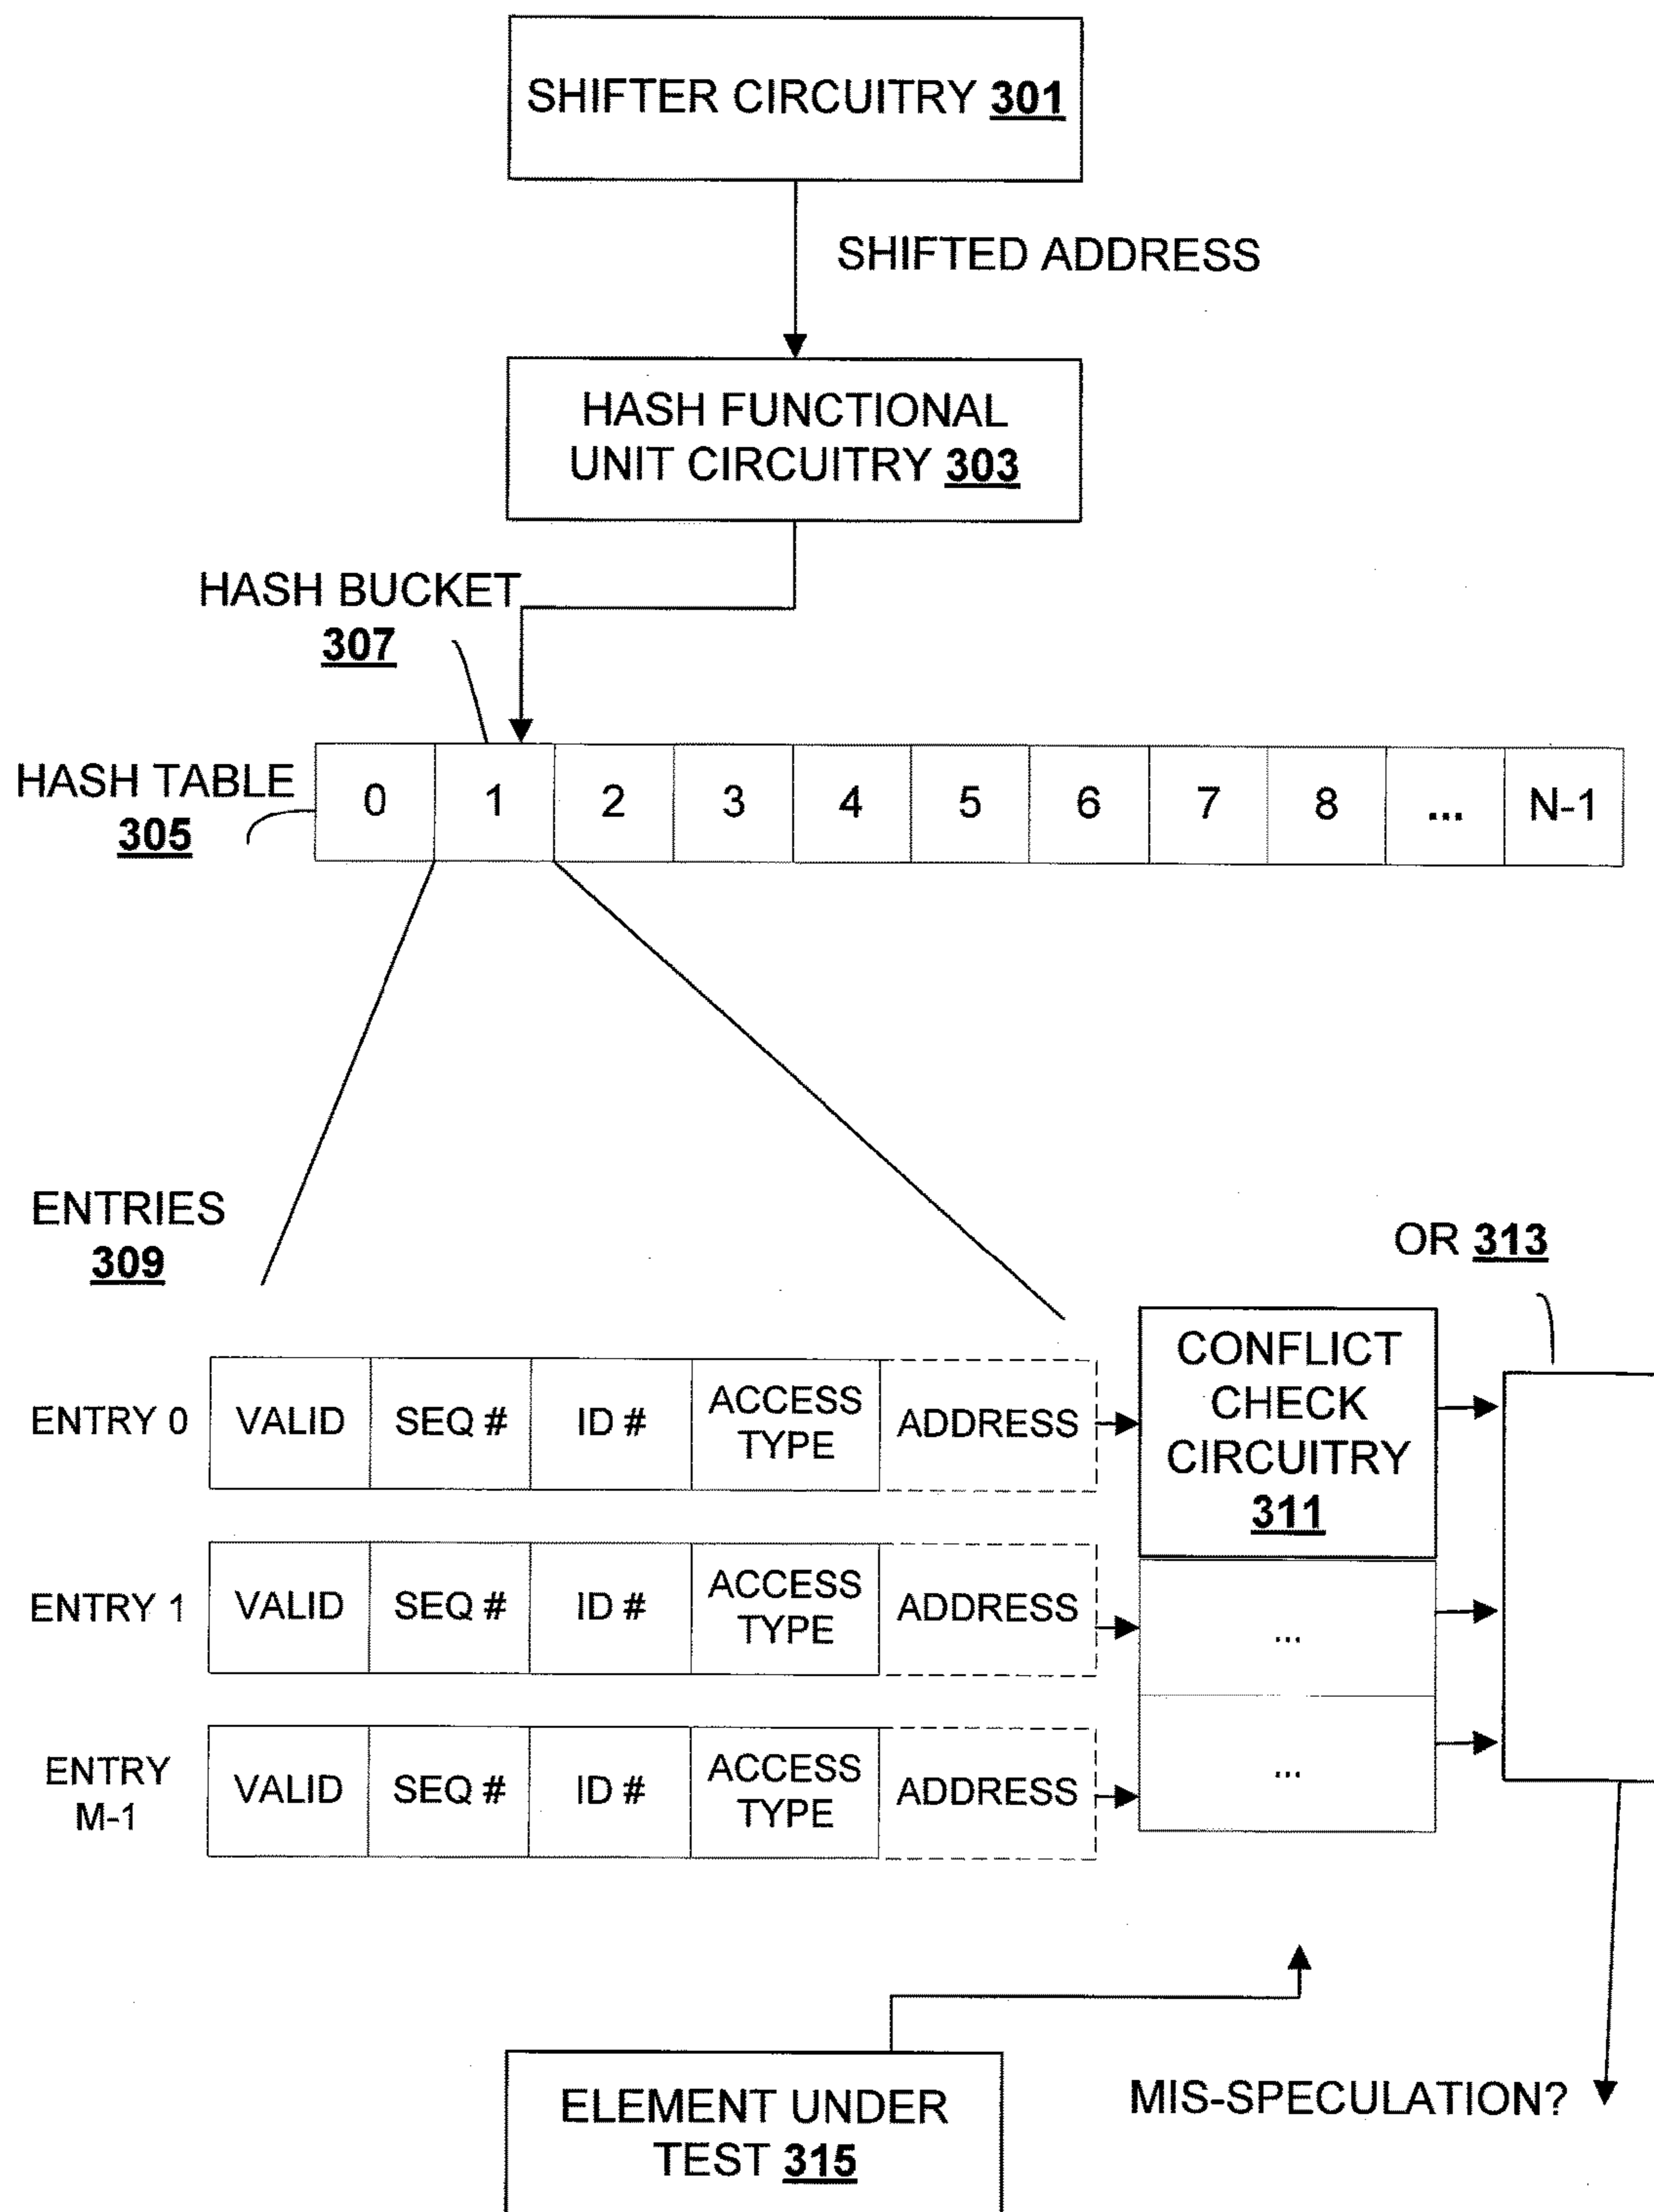 SHIFTER CIRCUITRY 301
SHIFTED ADDRESS
HASH FUNCTIONAL
UNIT CIRCUITRY 303
HASH BUCKET
307
HASH TABLE
305
0 1 2 3 4 5 6 7 8 ... N-1
ENTRIES
309
OR 313
CONFLICT
CHECK
CIRCUITRY
311
ENTRY 0 VALID SEQ # ID # ACCESS TYPE ADDRESS
ENTRY 1 VALID SEQ # ID # ACCESS TYPE ADDRESS
...
ENTRY M-1 VALID SEQ # ID # ACCESS TYPE ADDRESS
...
ELEMENT UNDER
TEST 315
MIS-SPECULATION?